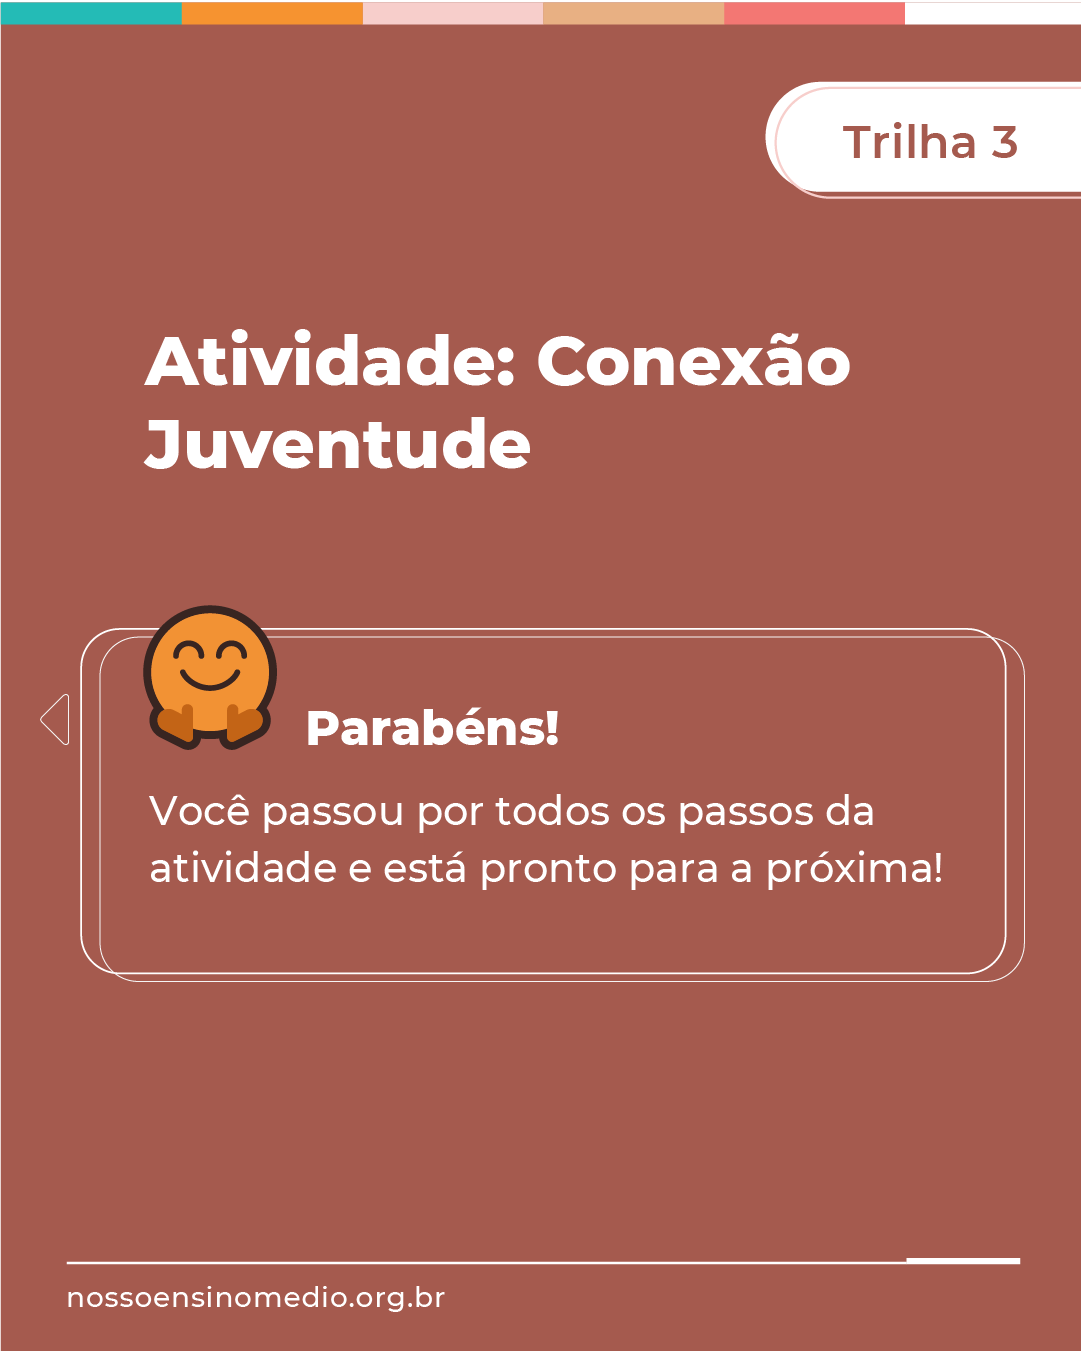 Trilha 3
Atividade: Conexão
Juventude
Parabéns!
Você passou por todos os passos da
atividade e está pronto para a próxima!
nossoensinomedio.org.br